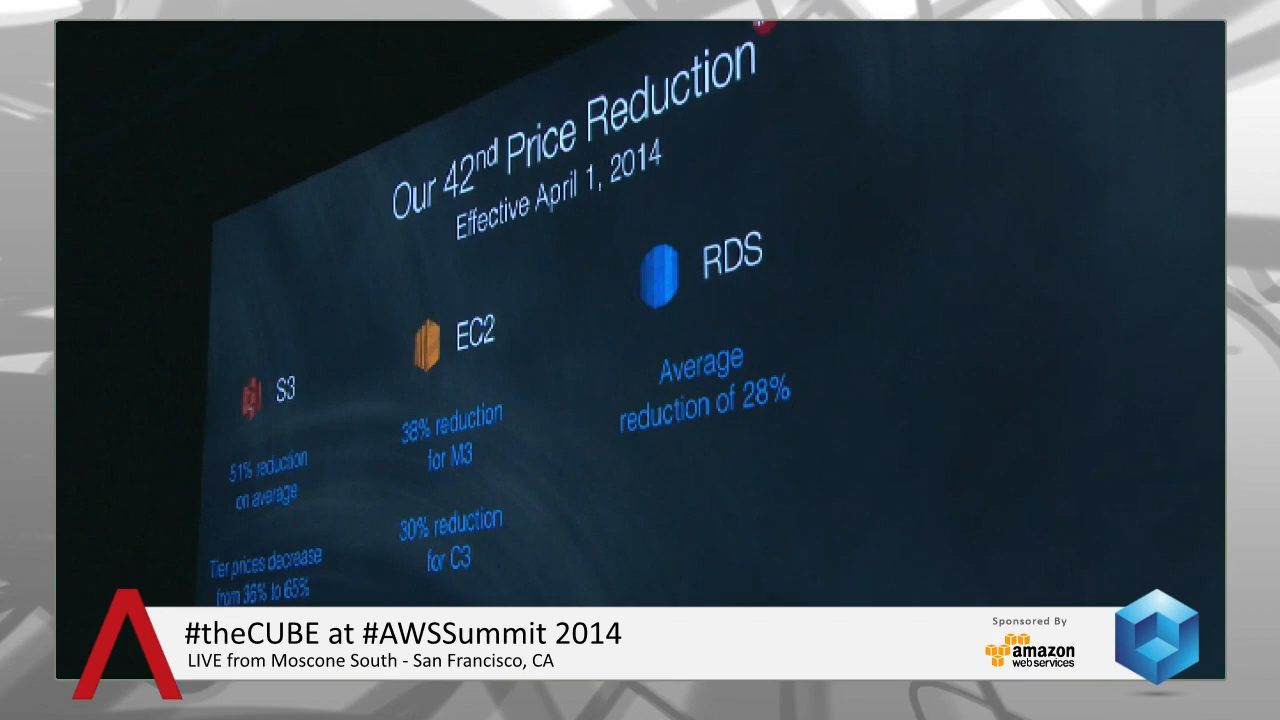 Our 42nd Price Reduction
Effective April 1, 2014
S3
51% reduction
on average
Tier prices decrease
from 36% to 65%
EC2
38% reduction
for M3
30% reduction
for C3
RDS
Average
reduction of 28%
#theCUBE at #AWSSummit 2014
LIVE from Moscone South - San Francisco, CA
Sponsored By
amazon
web services